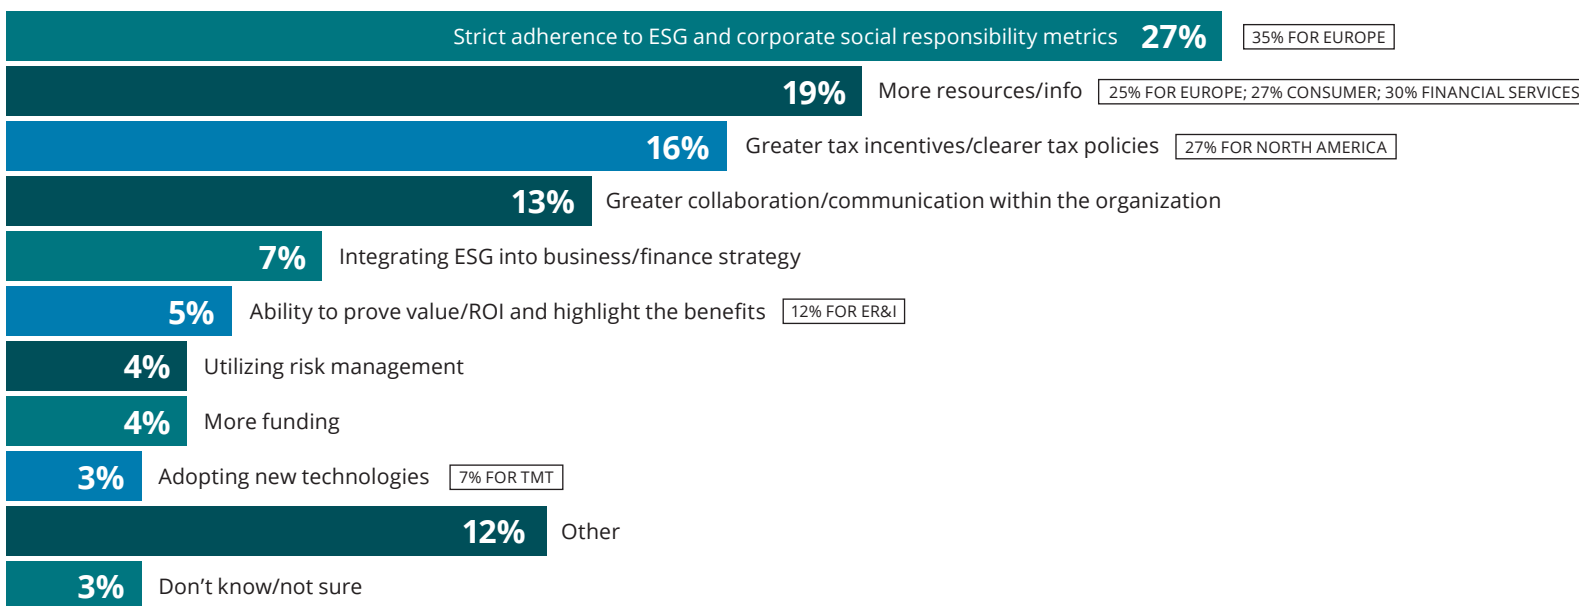 Strict adherence to ESG and corporate social responsibility metrics 27% 35% FOR EUROPE
19% More resources/info 25% FOR EUROPE; 27% CONSUMER; 30% FINANCIAL SERVICES
16% Greater tax incentives/clearer tax policies 27% FOR NORTH AMERICA
13% Greater collaboration/communication within the organization
7% Integrating ESG into business/finance strategy
5% Ability to prove value/ROI and highlight the benefits 12% FOR ER&I
4% Utilizing risk management
4% More funding
3% Adopting new technologies 7% FOR TMT
12% Other
3% Don’t know/not sure